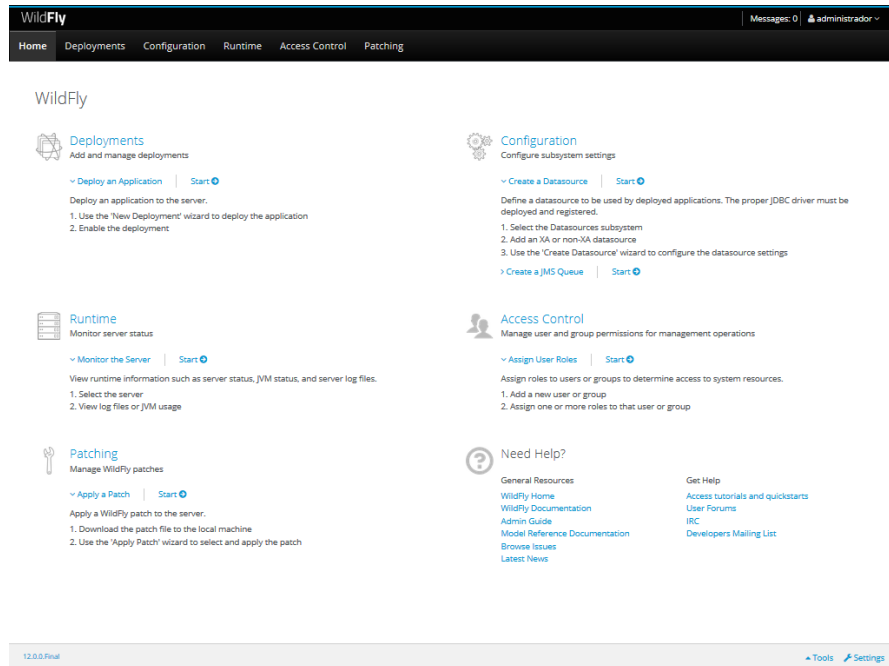 WildFly
Messages: 0 administrador
Home Deployments Configuration Runtime Access Control Patching
WildFly
Deployments
Add and manage deployments
Deploy an Application Start
Deploy an application to the server.
1. Use the 'New Deployment' wizard to deploy the application
2. Enable the deployment
Configuration
Configure subsystem settings
Create a Datasource Start
Define a datasource to be used by deployed applications. The proper JDBC driver must be
deployed and registered.
1. Select the Datasources subsystem
2. Add an XA or non-XA datasource
3. Use the 'Create Datasource' wizard to configure the datasource settings
Create a JMS Queue Start
Runtime
Monitor server status
Monitor the Server Start
View runtime information such as server status, JVM status, and server log files.
1. Select the server
2. View log files or JVM usage
Access Control
Manage user and group permissions for management operations
Assign User Roles Start
Assign roles to users or groups to determine access to system resources.
1. Add a new user or group
2. Assign one or more roles to that user or group
Patching
Manage WildFly patches
Apply a Patch Start
Apply a WildFly patch to the server.
1. Download the patch file to the local machine
2. Use the 'Apply Patch' wizard to select and apply the patch
Need Help?
General Resources
WildFly Home
WildFly Documentation
Admin Guide
Model Reference Documentation
Browse Issues
Latest News
Get Help
Access tutorials and quickstarts
User Forums
IRC
Developers Mailing List
12.0.0.Final
Tools Settings